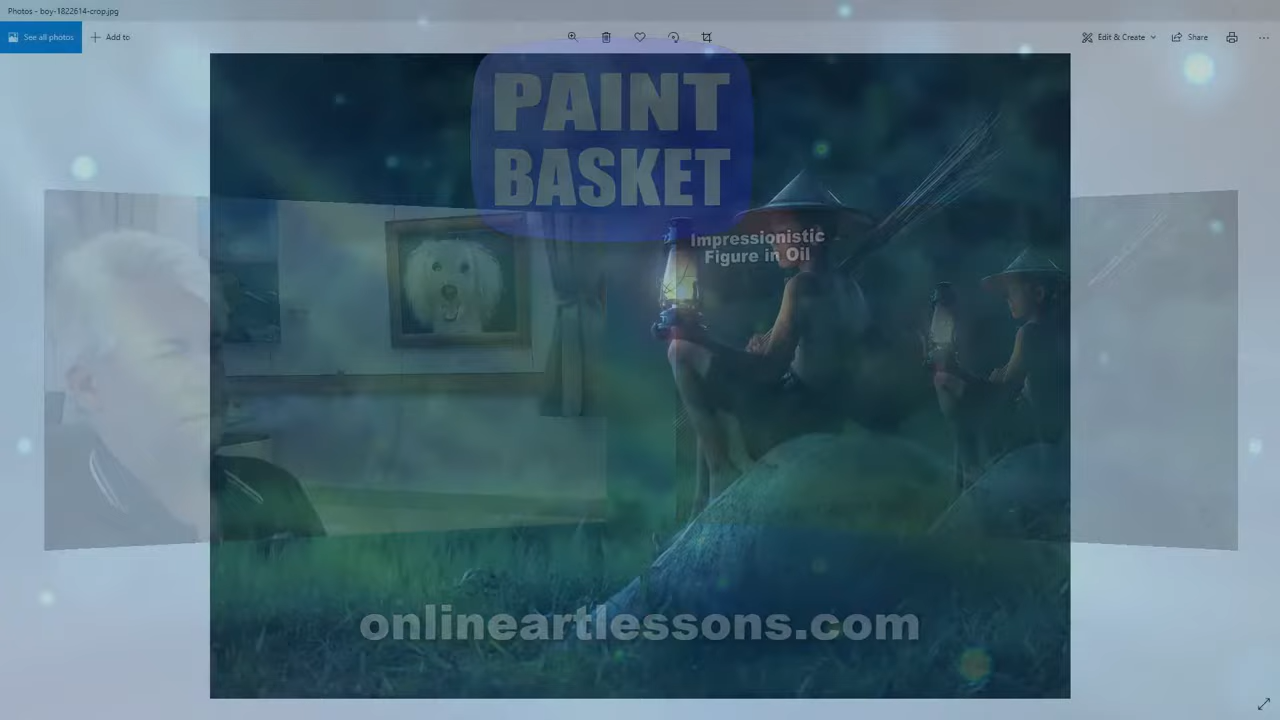 Photos - boy-1822614-crop.jpg
See all photos
Add to
Edit & Create
Share
PAINT
BASKET
Impressionistic
Figure in Oil
onlineartlessons.com